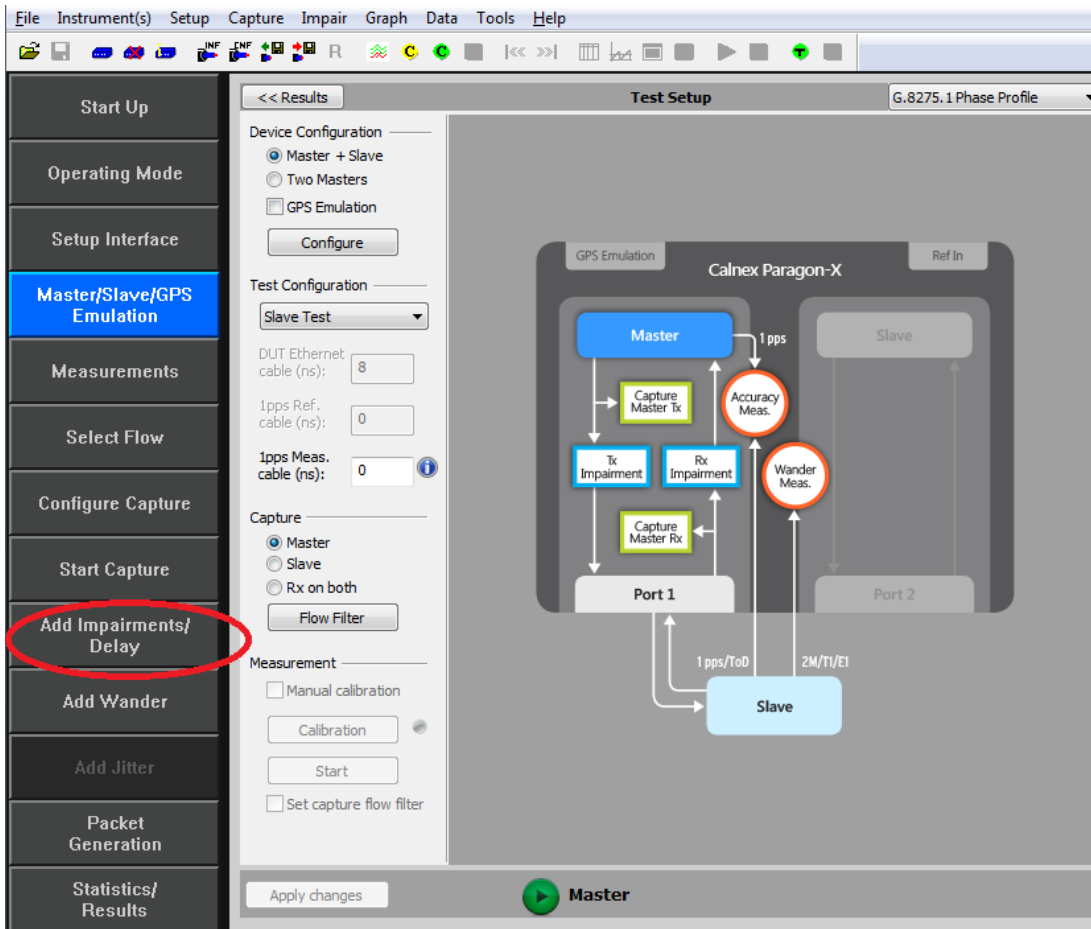 File Instrument(s) Setup Capture Impair Graph Data Tools Help
INF INF R C C T
Start Up
Operating Mode
Setup Interface
Master/Slave/GPS
Emulation
Measurements
Select Flow
Configure Capture
Start Capture
Add Impairments/
Delay
Add Wander
Add Jitter
Packet
Generation
Statistics/
Results
<< Results
Test Setup
G.8275.1 Phase Profile
Device Configuration
Master + Slave
Two Masters
GPS Emulation
Configure
Test Configuration
Slave Test
DUT Ethernet
cable (ns):
8
1pps Ref.
cable (ns):
0
1pps Meas.
cable (ns):
0
Capture
Master
Slave
Rx on both
Flow Filter
Measurement
Manual calibration
Calibration
Start
Set capture flow filter
GPS Emulation
Calnex Paragon-X
Ref In
Master
1 pps
Slave
Capture
Master Tx
Accuracy
Meas.
Tx
Impairment
Rx
Impairment
Wander
Meas.
Capture
Master Rx
Port 1
Port 2
1 pps/ToD
2M/T1/E1
Slave
Apply changes
Master